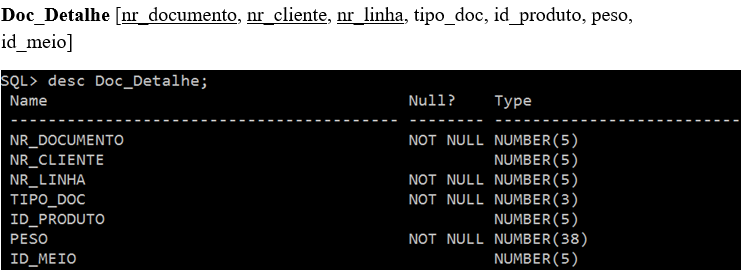 Doc_Detalhe [nr_documento, nr_cliente, nr_linha, tipo_doc, id_produto, peso,
id_meio]
SQL> desc Doc_Detalhe;
Name                                      Null?    Type
----------------------------------------- -------- ----------------------------
NR_DOCUMENTO                              NOT NULL NUMBER(5)
NR_CLIENTE                                         NUMBER(5)
NR_LINHA                                  NOT NULL NUMBER(5)
TIPO_DOC                                  NOT NULL NUMBER(3)
ID_PRODUTO                                         NUMBER(5)
PESO                                      NOT NULL NUMBER(38)
ID_MEIO                                            NUMBER(5)